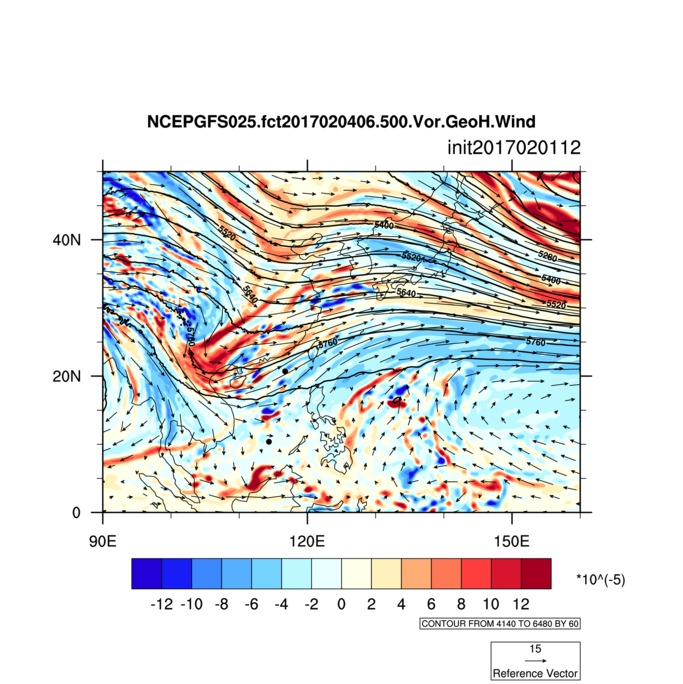 NCEPGFS025.fct2017020406.500.Vor.GeoH.Wind
init2017020112
40N
20N
0
90E 120E 150E
5520
5400
5520
5640
5640
5760
5760
5760
5280
5400
5520
-12 -10 -8 -6 -4 -2 0 2 4 6 8 10 12
*10^(-5)
CONTOUR FROM 4140 TO 6480 BY 60
15
Reference Vector